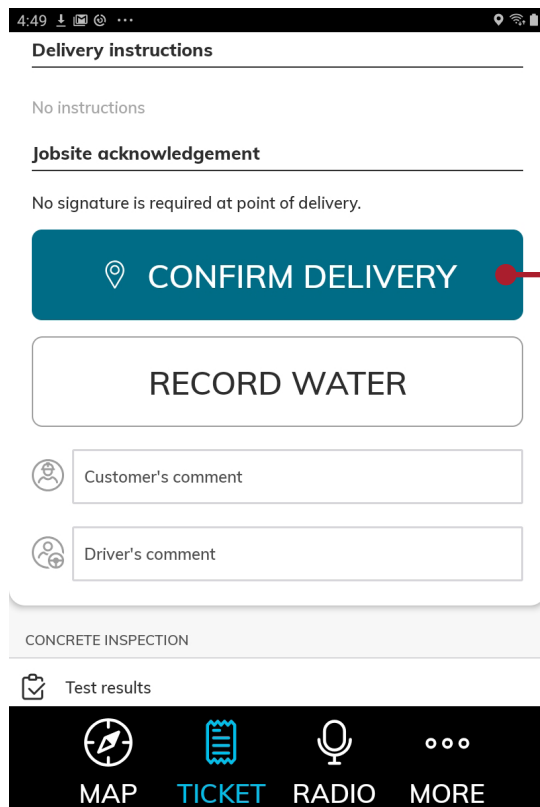 4:49
Delivery instructions
No instructions
Jobsite acknowledgement
No signature is required at point of delivery.
CONFIRM DELIVERY
RECORD WATER
Customer's comment
Driver's comment
CONCRETE INSPECTION
Test results
MAP TICKET RADIO MORE